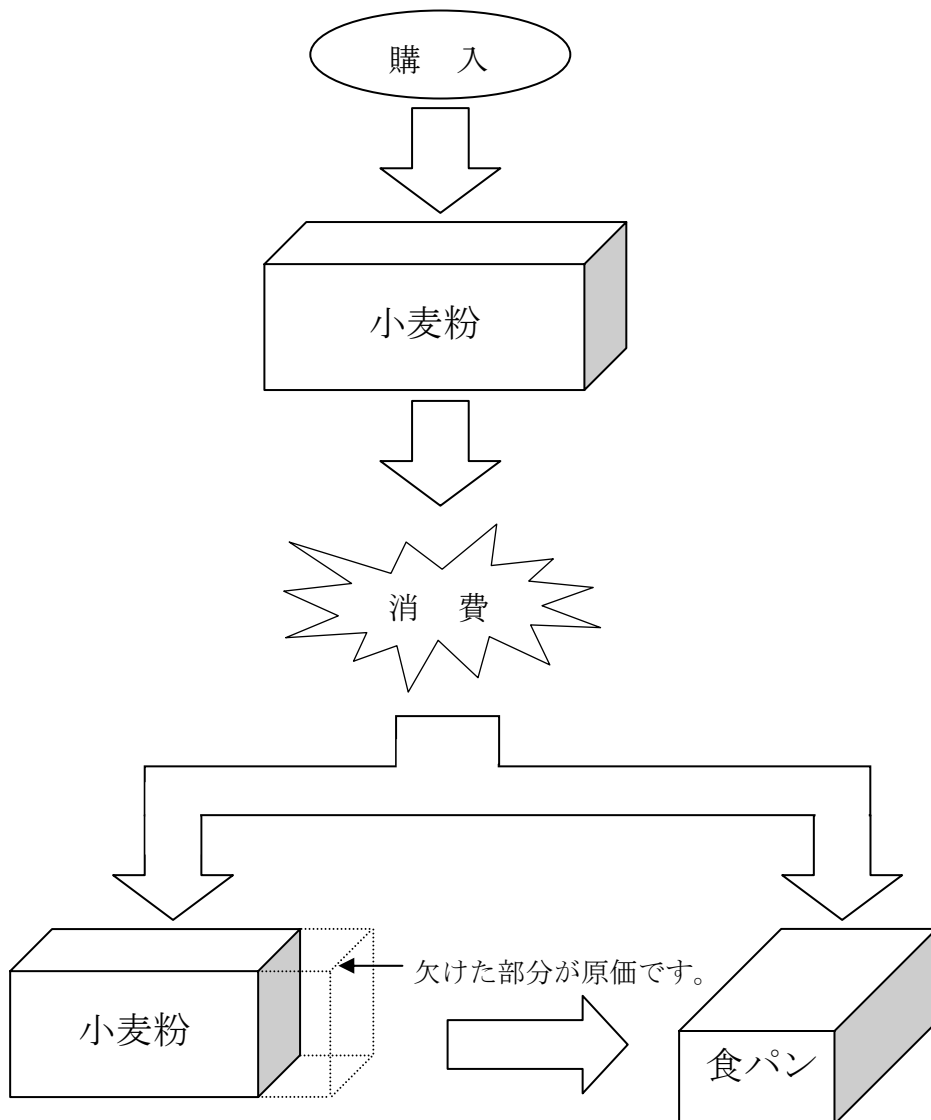 購 入
小麦粉
消 費
欠けた部分が原価です。
小麦粉
食パン